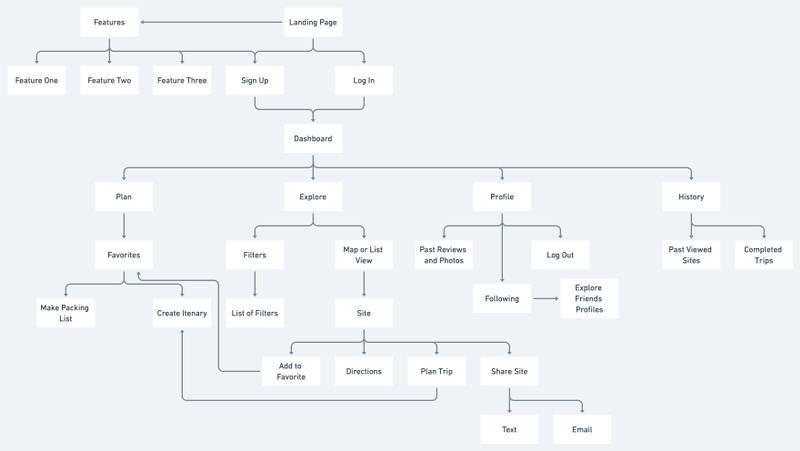 Features
Landing Page
Feature One
Feature Two
Feature Three
Sign Up
Log In
Dashboard
Plan
Explore
Profile
History
Favorites
Filters
Map or List
View
Past Reviews
and Photos
Log Out
Past Viewed
Sites
Completed
Trips
Make Packing
List
Create Itenary
List of Filters
Site
Following
Explore
Friends
Profiles
Add to
Favorite
Directions
Plan Trip
Share Site
Text
Email